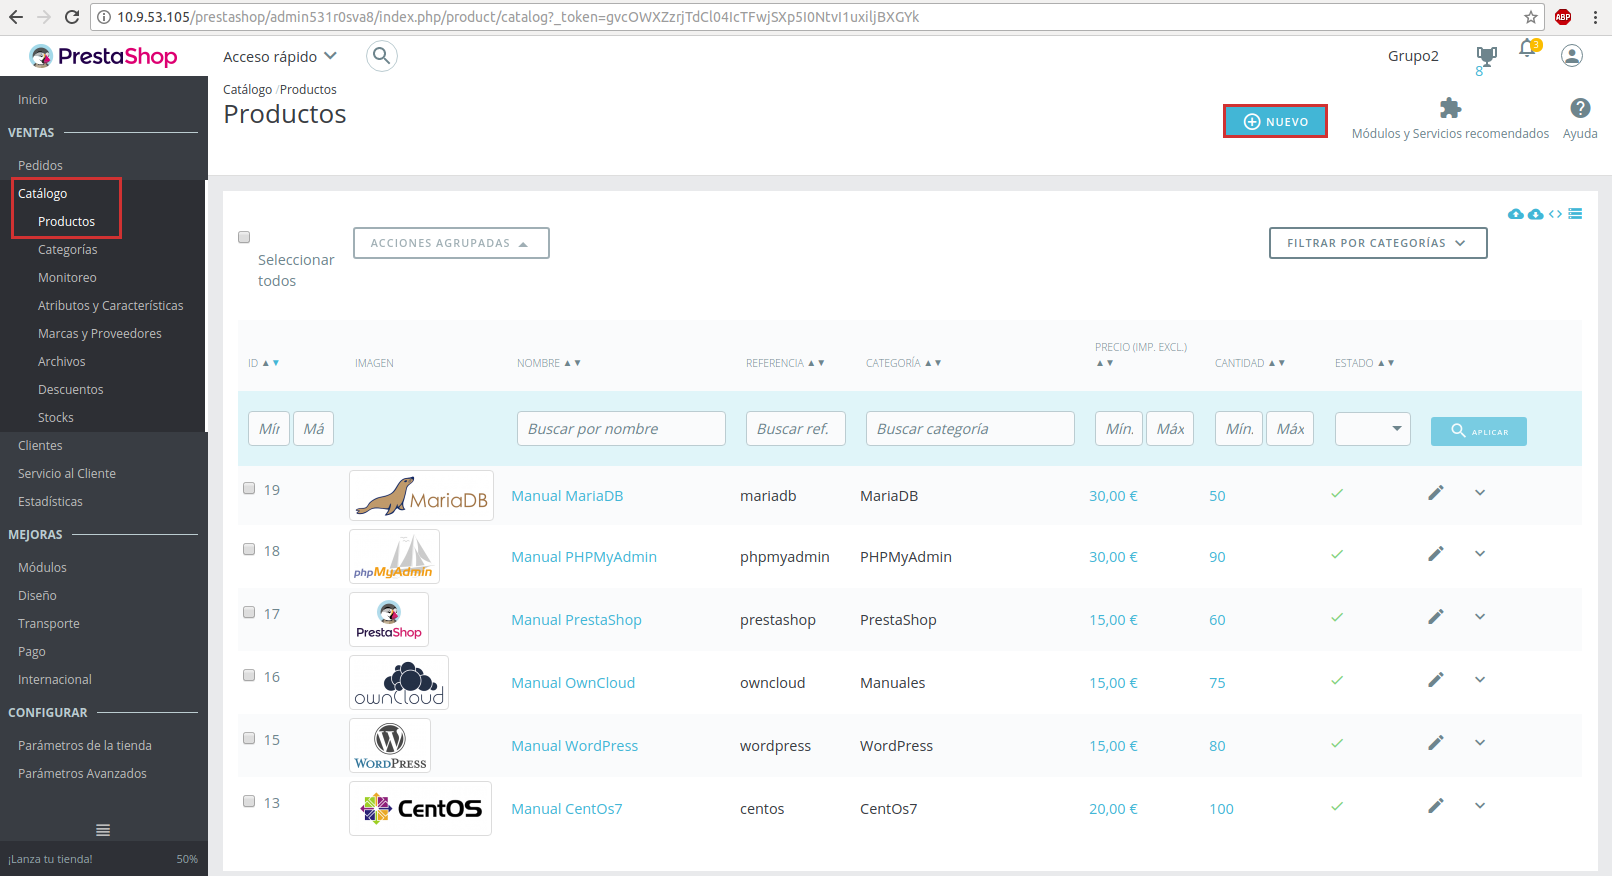 10.9.53.105/prestashop/admin531r0sva8/index.php/product/catalog?_token=gvcOWXZzrjTdCl04IcTFwjSXp5I0NtvI1uxiljBXGYk
ABP
PrestaShop
Acceso rápido
Grupo2
8
3
Catálogo / Productos
Productos
NUEVO
Módulos y Servicios recomendados
Ayuda
Inicio
VENTAS
Pedidos
Catálogo
Productos
Categorías
Monitoreo
Atributos y Características
Marcas y Proveedores
Archivos
Descuentos
Stocks
Clientes
Servicio al Cliente
Estadísticas
MEJORAS
Módulos
Diseño
Transporte
Pago
Internacional
CONFIGURAR
Parámetros de la tienda
Parámetros Avanzados
¡Lanza tu tienda! 50%
Seleccionar
todos
ACCIONES AGRUPADAS
FILTRAR POR CATEGORÍAS
ID IMAGEN NOMBRE REFERENCIA CATEGORÍA PRECIO (IMP. EXCL.) CANTIDAD ESTADO
Mín Má Buscar por nombre Buscar ref. Buscar categoría Mín. Máx Mín. Máx APLICAR
19 MariaDB Manual MariaDB mariadb MariaDB 30,00 € 50
18 phpMyAdmin Manual PHPMyAdmin phpmyadmin PHPMyAdmin 30,00 € 90
17 PrestaShop Manual PrestaShop prestashop PrestaShop 15,00 € 60
16 ownCloud Manual OwnCloud owncloud Manuales 15,00 € 75
15 WORDPRESS Manual WordPress wordpress WordPress 15,00 € 80
13 CentOS Manual CentOs7 centos CentOs7 20,00 € 100